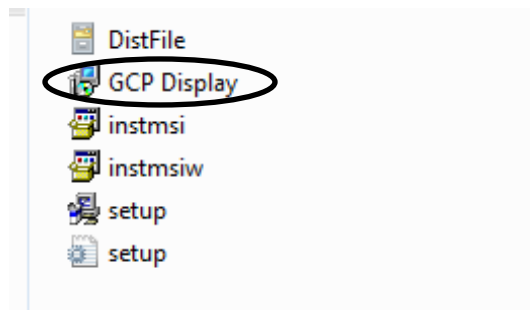 DistFile
GCP Display
instmsi
instmsiw
setup
setup